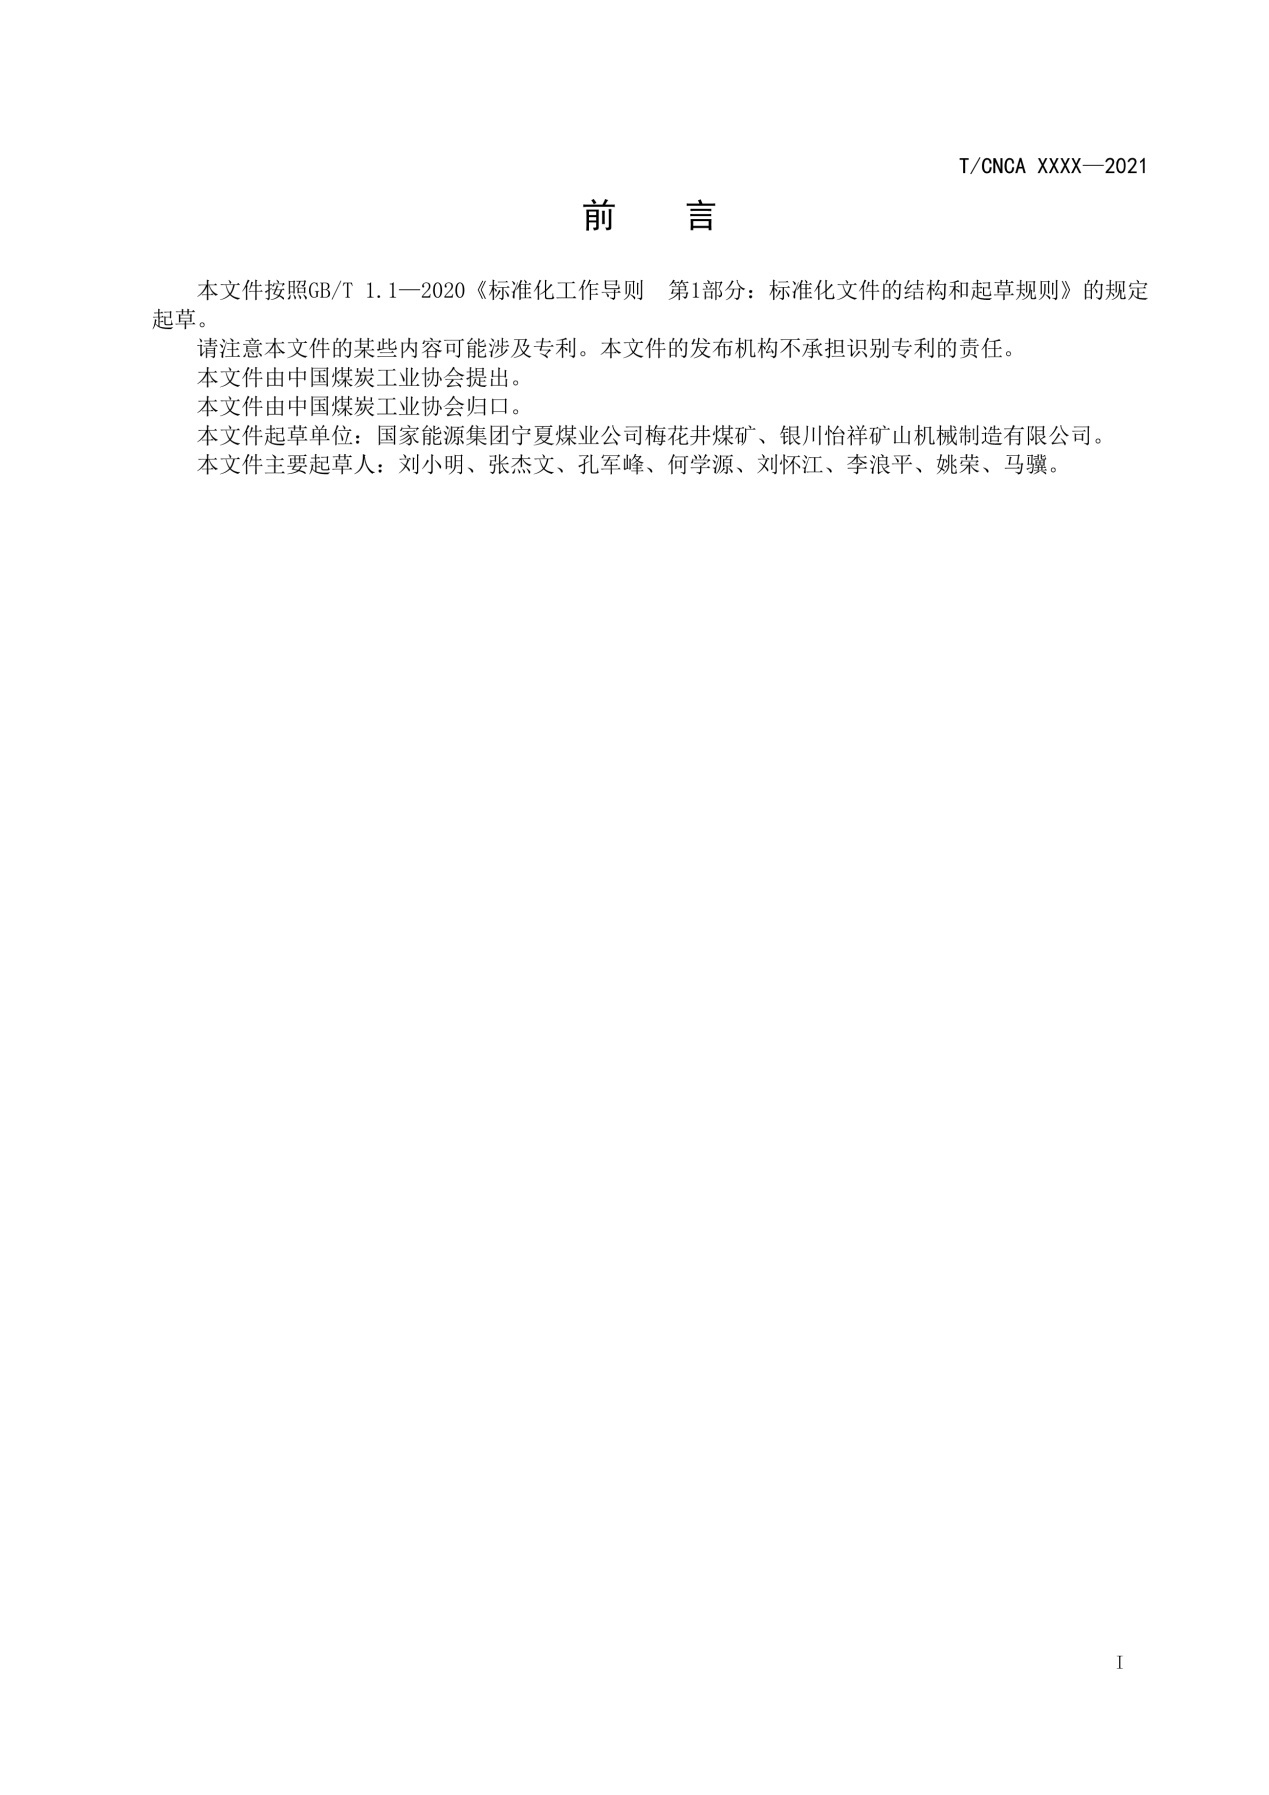 T/CNCA XXXX—2021
前　　言
本文件按照GB/T 1.1—2020《标准化工作导则　第1部分：标准化文件的结构和起草规则》的规定
起草。
请注意本文件的某些内容可能涉及专利。本文件的发布机构不承担识别专利的责任。
本文件由中国煤炭工业协会提出。
本文件由中国煤炭工业协会归口。
本文件起草单位：国家能源集团宁夏煤业公司梅花井煤矿、银川怡祥矿山机械制造有限公司。
本文件主要起草人：刘小明、张杰文、孔军峰、何学源、刘怀江、李浪平、姚荣、马骥。
I